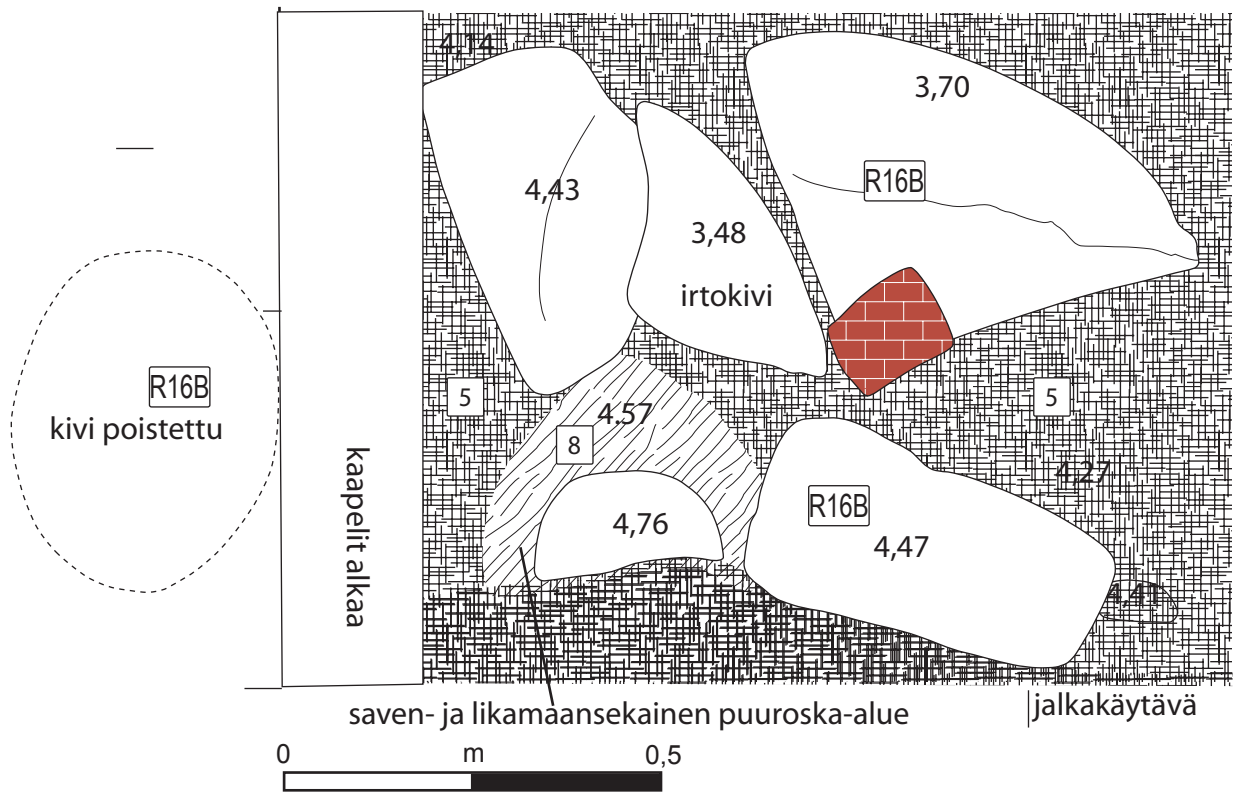 4,14
3,70
R16B
4,43
3,48
irtokivi
R16B
kivi poistettu
5
5
4.57
8
kaapelit alkaa
4,27
R16B
4,76
4,47
4,41
saven- ja likamaansekainen puuroska-alue
jalkakäytävä
0 m 0,5